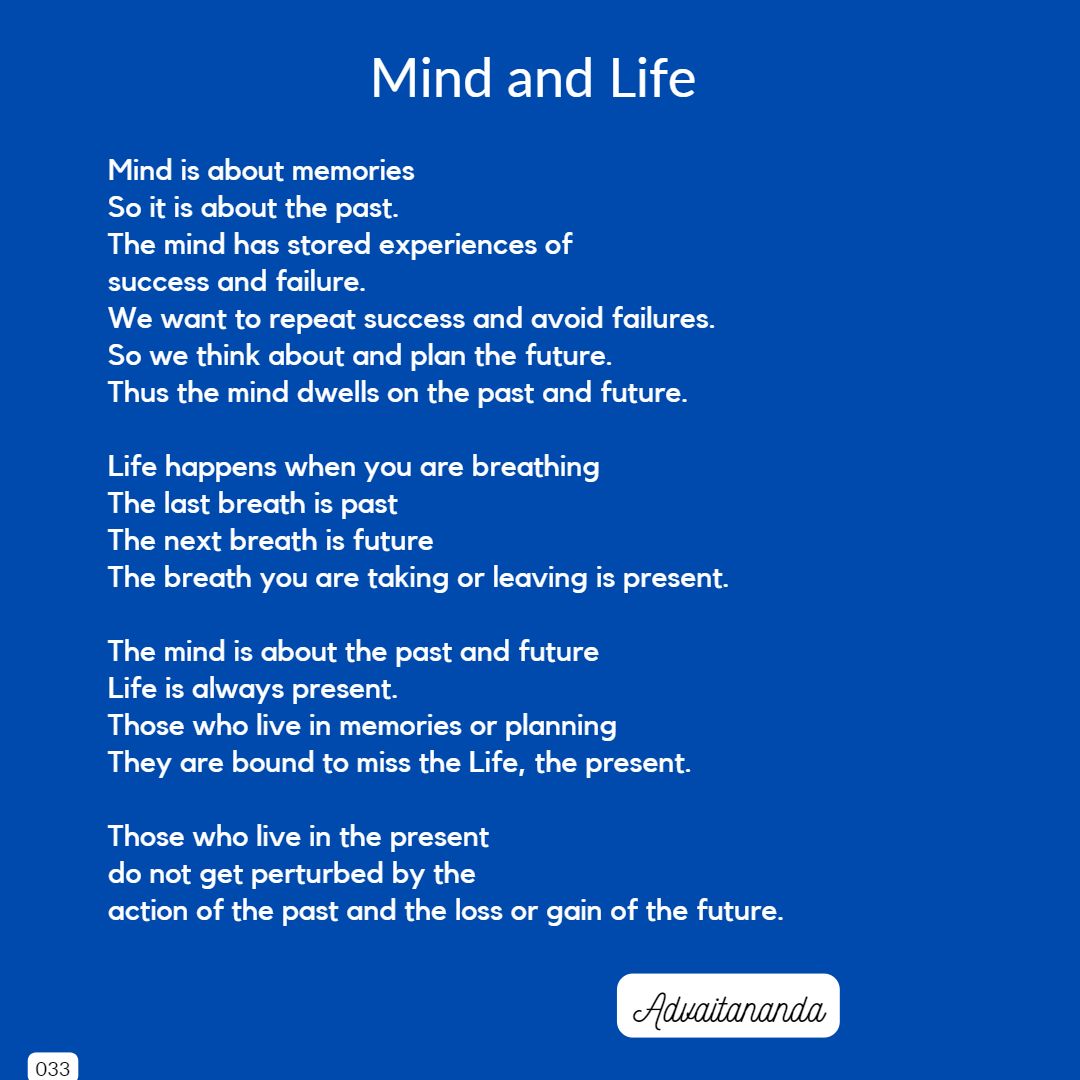 Mind and Life
Mind is about memories
So it is about the past.
The mind has stored experiences of
success and failure.
We want to repeat success and avoid failures.
So we think about and plan the future.
Thus the mind dwells on the past and future.
Life happens when you are breathing
The last breath is past
The next breath is future
The breath you are taking or leaving is present.
The mind is about the past and future
Life is always present.
Those who live in memories or planning
They are bound to miss the Life, the present.
Those who live in the present
do not get perturbed by the
action of the past and the loss or gain of the future.
Advaitananda
033